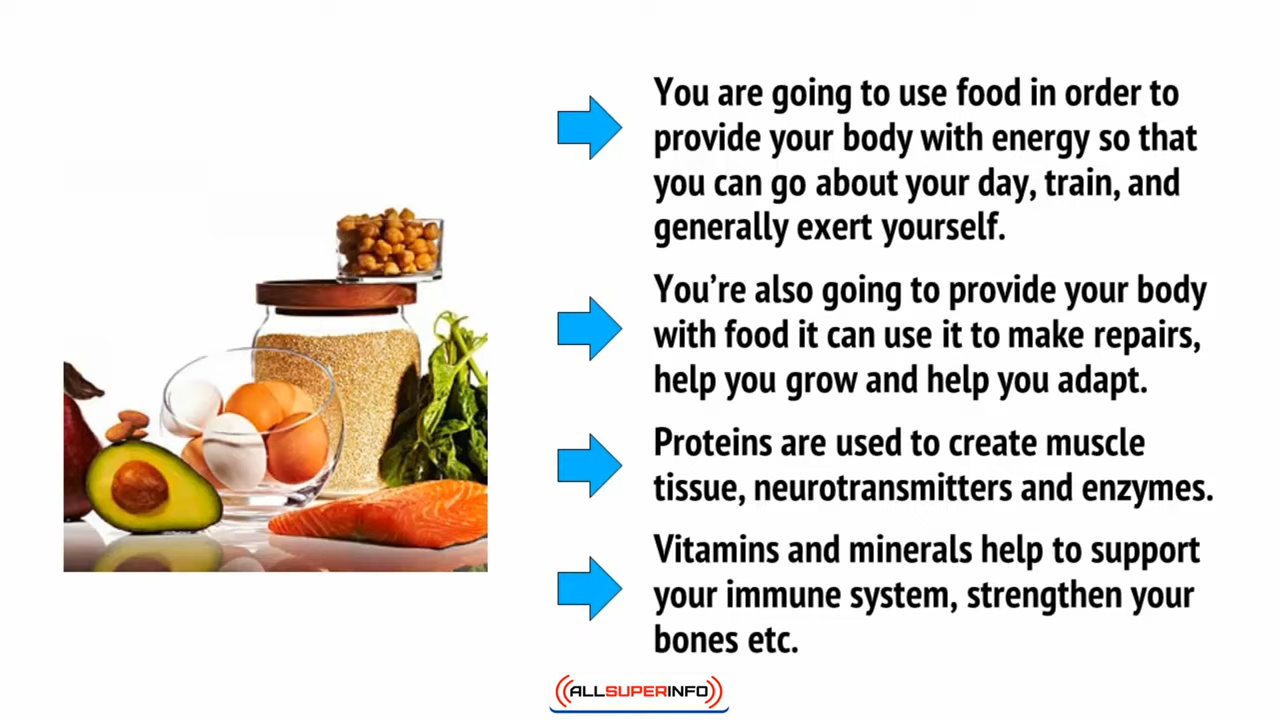 You are going to use food in order to
provide your body with energy so that
you can go about your day, train, and
generally exert yourself.
You’re also going to provide your body
with food it can use it to make repairs,
help you grow and help you adapt.
Proteins are used to create muscle
tissue, neurotransmitters and enzymes.
Vitamins and minerals help to support
your immune system, strengthen your
bones etc.
ALLSUPERINFO